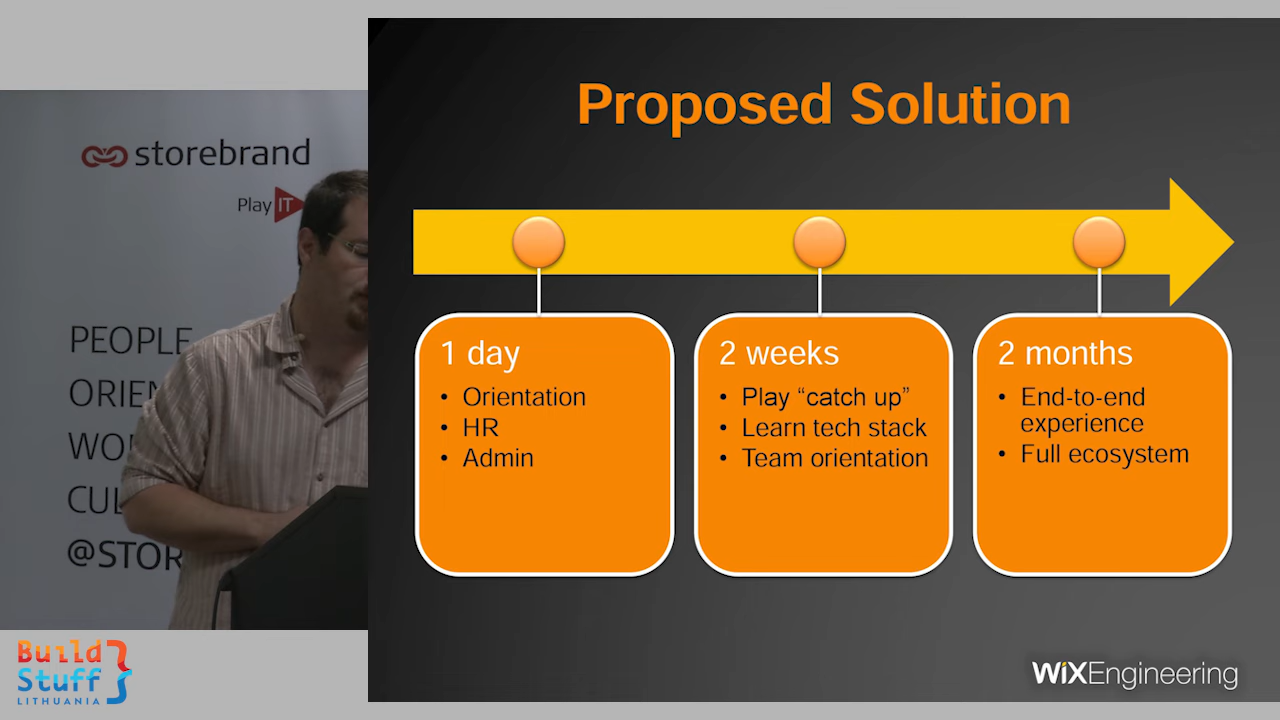 storebrand
Play IT
PEOPLE
@STOR
Build
Stuff
LITHUANIA
Proposed Solution
1 day
• Orientation
• HR
• Admin
2 weeks
• Play “catch up”
• Learn tech stack
• Team orientation
2 months
• End-to-end
experience
• Full ecosystem
WiXEngineering